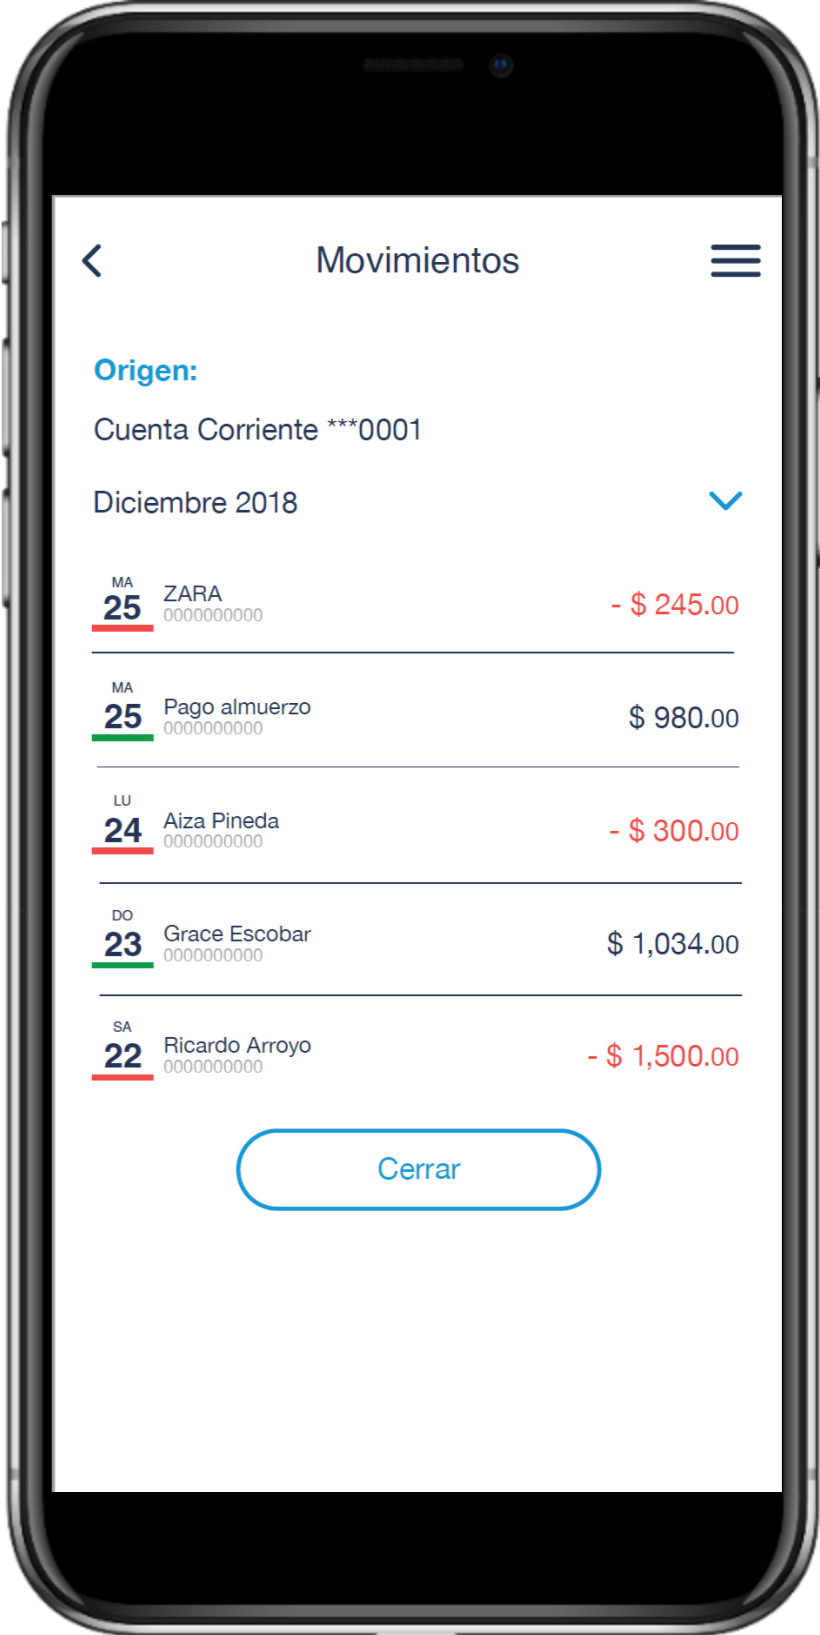 Movimientos
Origen:
Cuenta Corriente ***0001
Diciembre 2018
MA
25 ZARA - $ 245.00
0000000000
MA
25 Pago almuerzo $ 980.00
0000000000
LU
24 Aiza Pineda - $ 300.00
0000000000
DO
23 Grace Escobar $ 1,034.00
0000000000
SA
22 Ricardo Arroyo - $ 1,500.00
0000000000
Cerrar